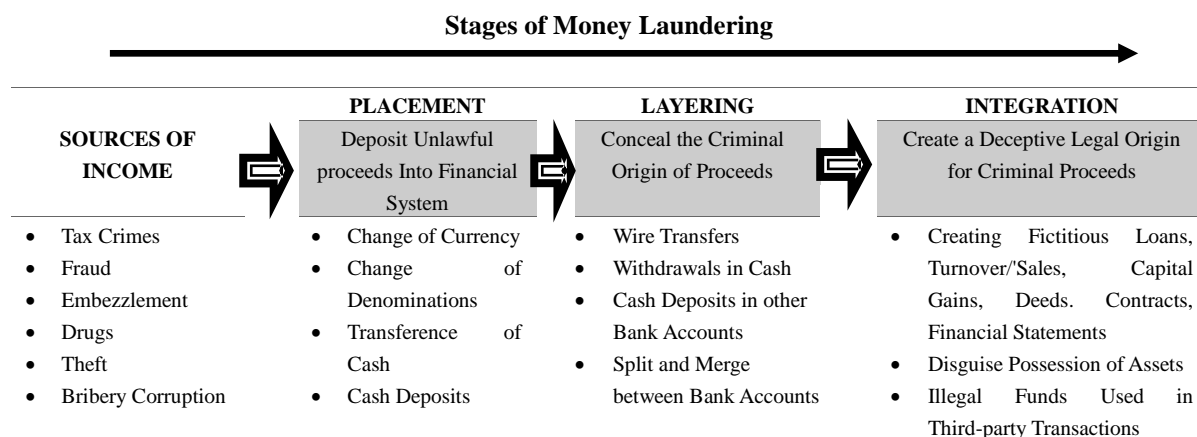 Stages of Money Laundering
SOURCES OF
INCOME
• Tax Crimes
• Fraud
• Embezzlement
• Drugs
• Theft
• Bribery Corruption
PLACEMENT
Deposit Unlawful
proceeds Into Financial
System
• Change of Currency
• Change of
Denominations
• Transference of
Cash
• Cash Deposits
LAYERING
Conceal the Criminal
Origin of Proceeds
• Wire Transfers
• Withdrawals in Cash
• Cash Deposits in other
Bank Accounts
• Split and Merge
between Bank Accounts
INTEGRATION
Create a Deceptive Legal Origin
for Criminal Proceeds
• Creating Fictitious Loans,
Turnover/'Sales, Capital
Gains, Deeds. Contracts,
Financial Statements
• Disguise Possession of Assets
• Illegal Funds Used in
Third-party Transactions